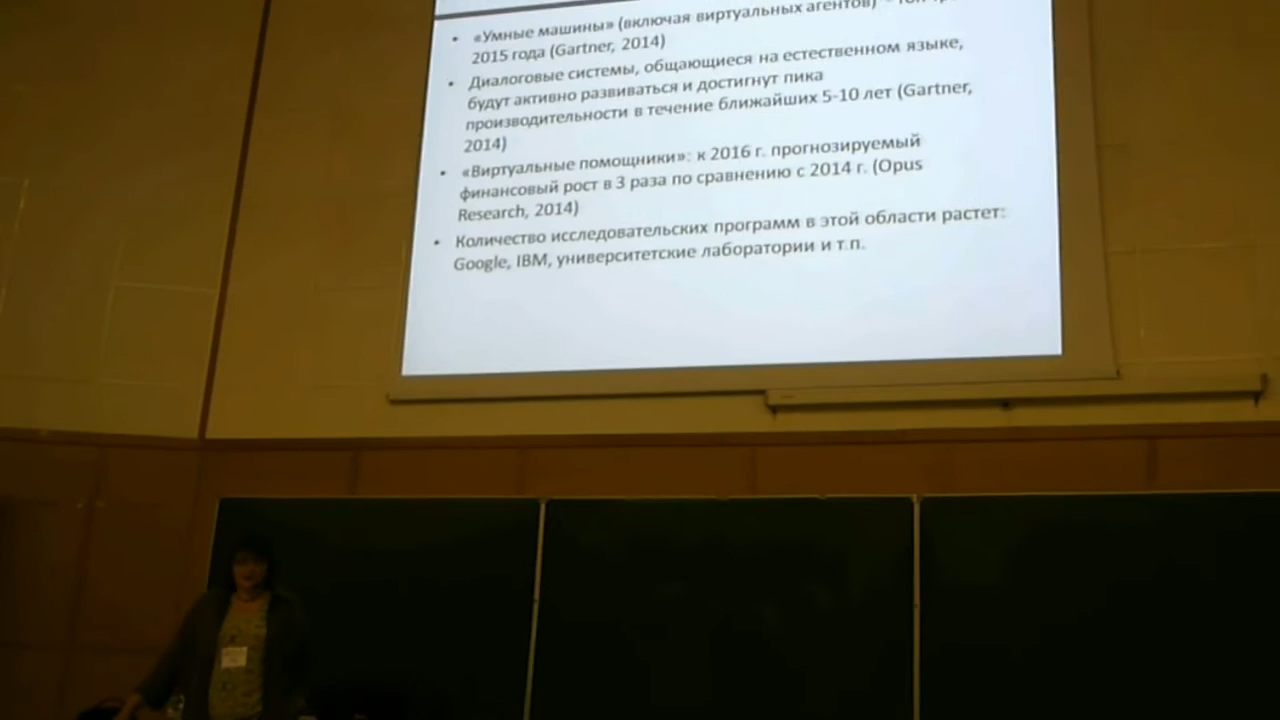 • «Умные машины» (включая виртуальных агентов) –
2015 года (Gartner, 2014)
• Диалоговые системы, общающиеся на естественном языке,
будут активно развиваться и достигнут пика
производительности в течение ближайших 5-10 лет (Gartner,
2014)
• «Виртуальные помощники»: к 2016 г. прогнозируемый
финансовый рост в 3 раза по сравнению с 2014 г. (Opus
Research, 2014)
• Количество исследовательских программ в этой области растет:
Google, IBM, университетские лаборатории и т.п.